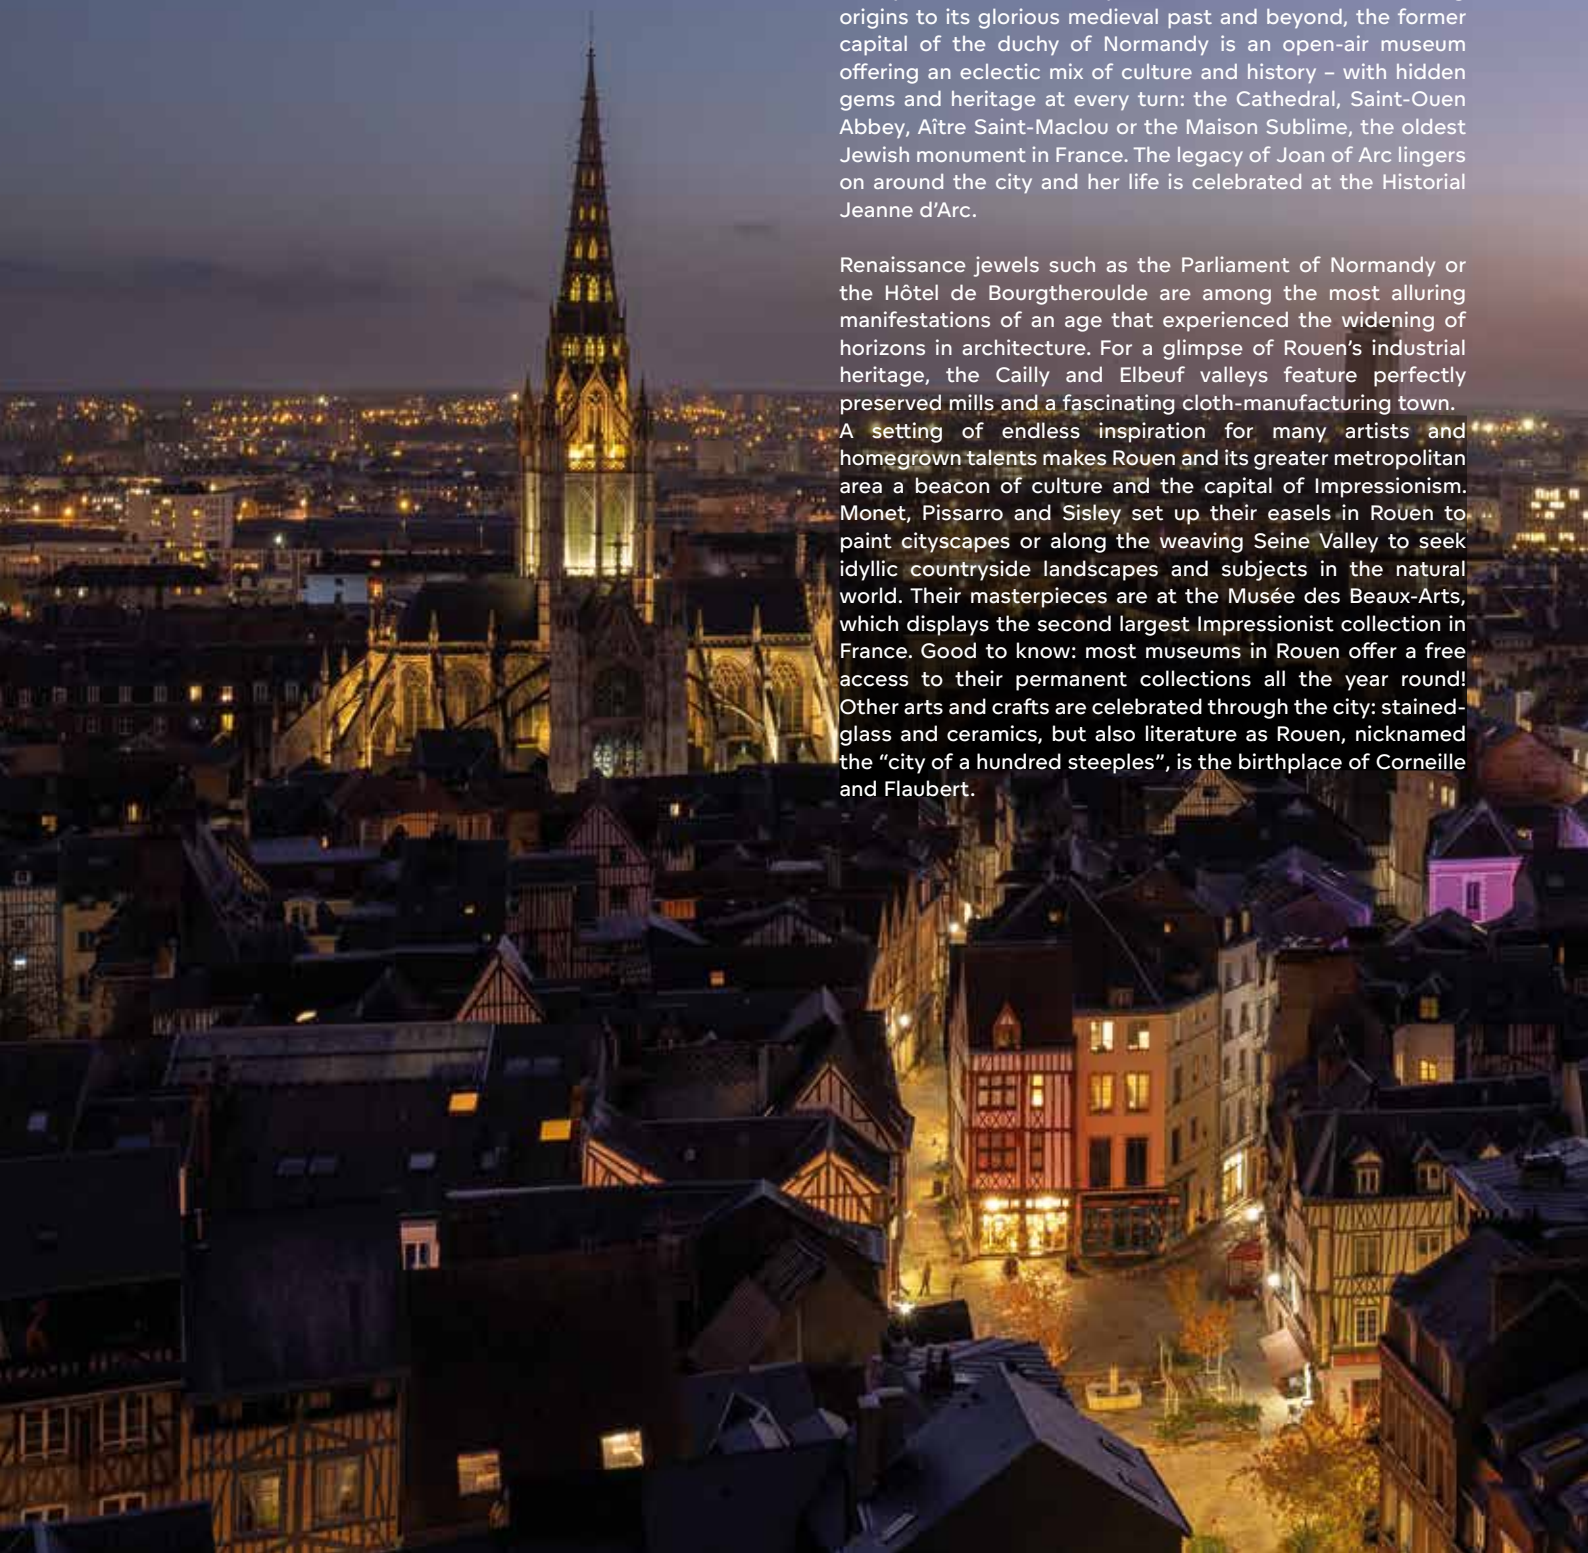 origins to its glorious medieval past and beyond, the former
capital of the duchy of Normandy is an open-air museum
offering an eclectic mix of culture and history – with hidden
gems and heritage at every turn: the Cathedral, Saint-Ouen
Abbey, Aître Saint-Maclou or the Maison Sublime, the oldest
Jewish monument in France. The legacy of Joan of Arc lingers
on around the city and her life is celebrated at the Historial
Jeanne d’Arc.
Renaissance jewels such as the Parliament of Normandy or
the Hôtel de Bourgtheroulde are among the most alluring
manifestations of an age that experienced the widening of
horizons in architecture. For a glimpse of Rouen’s industrial
heritage, the Cailly and Elbeuf valleys feature perfectly
preserved mills and a fascinating cloth-manufacturing town.
A setting of endless inspiration for many artists and
homegrown talents makes Rouen and its greater metropolitan
area a beacon of culture and the capital of Impressionism.
Monet, Pissarro and Sisley set up their easels in Rouen to
paint cityscapes or along the weaving Seine Valley to seek
idyllic countryside landscapes and subjects in the natural
world. Their masterpieces are at the Musée des Beaux-Arts,
which displays the second largest Impressionist collection in
France. Good to know: most museums in Rouen offer a free
access to their permanent collections all the year round!
Other arts and crafts are celebrated through the city: stained-
glass and ceramics, but also literature as Rouen, nicknamed
the “city of a hundred steeples”, is the birthplace of Corneille
and Flaubert.